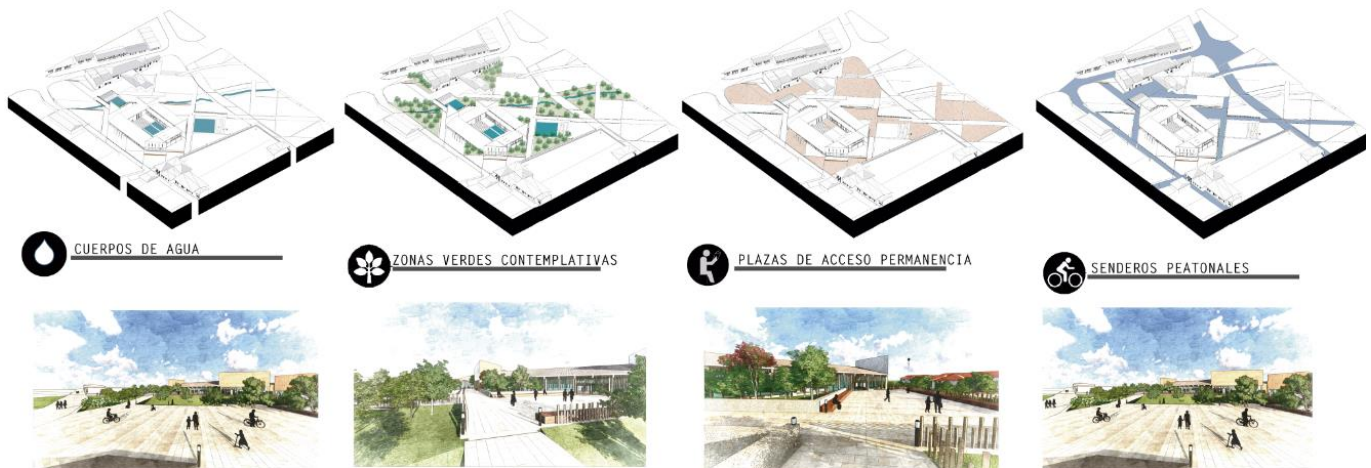 CUERPOS DE AGUA
ZONAS VERDES CONTEMPLATIVAS
PLAZAS DE ACCESO PERMANENCIA
SENDEROS PEATONALES